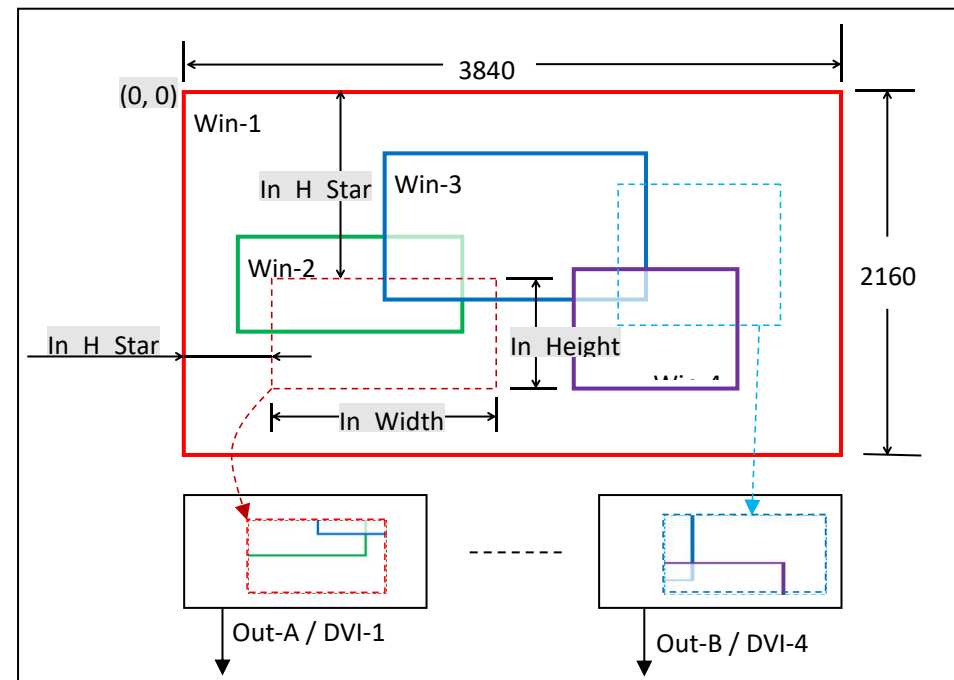 3840
(0, 0)
Win-1
In H Star
Win-3
Win-2
2160
In H Star
In Height
In Width
Out-A / DVI-1
Out-B / DVI-4